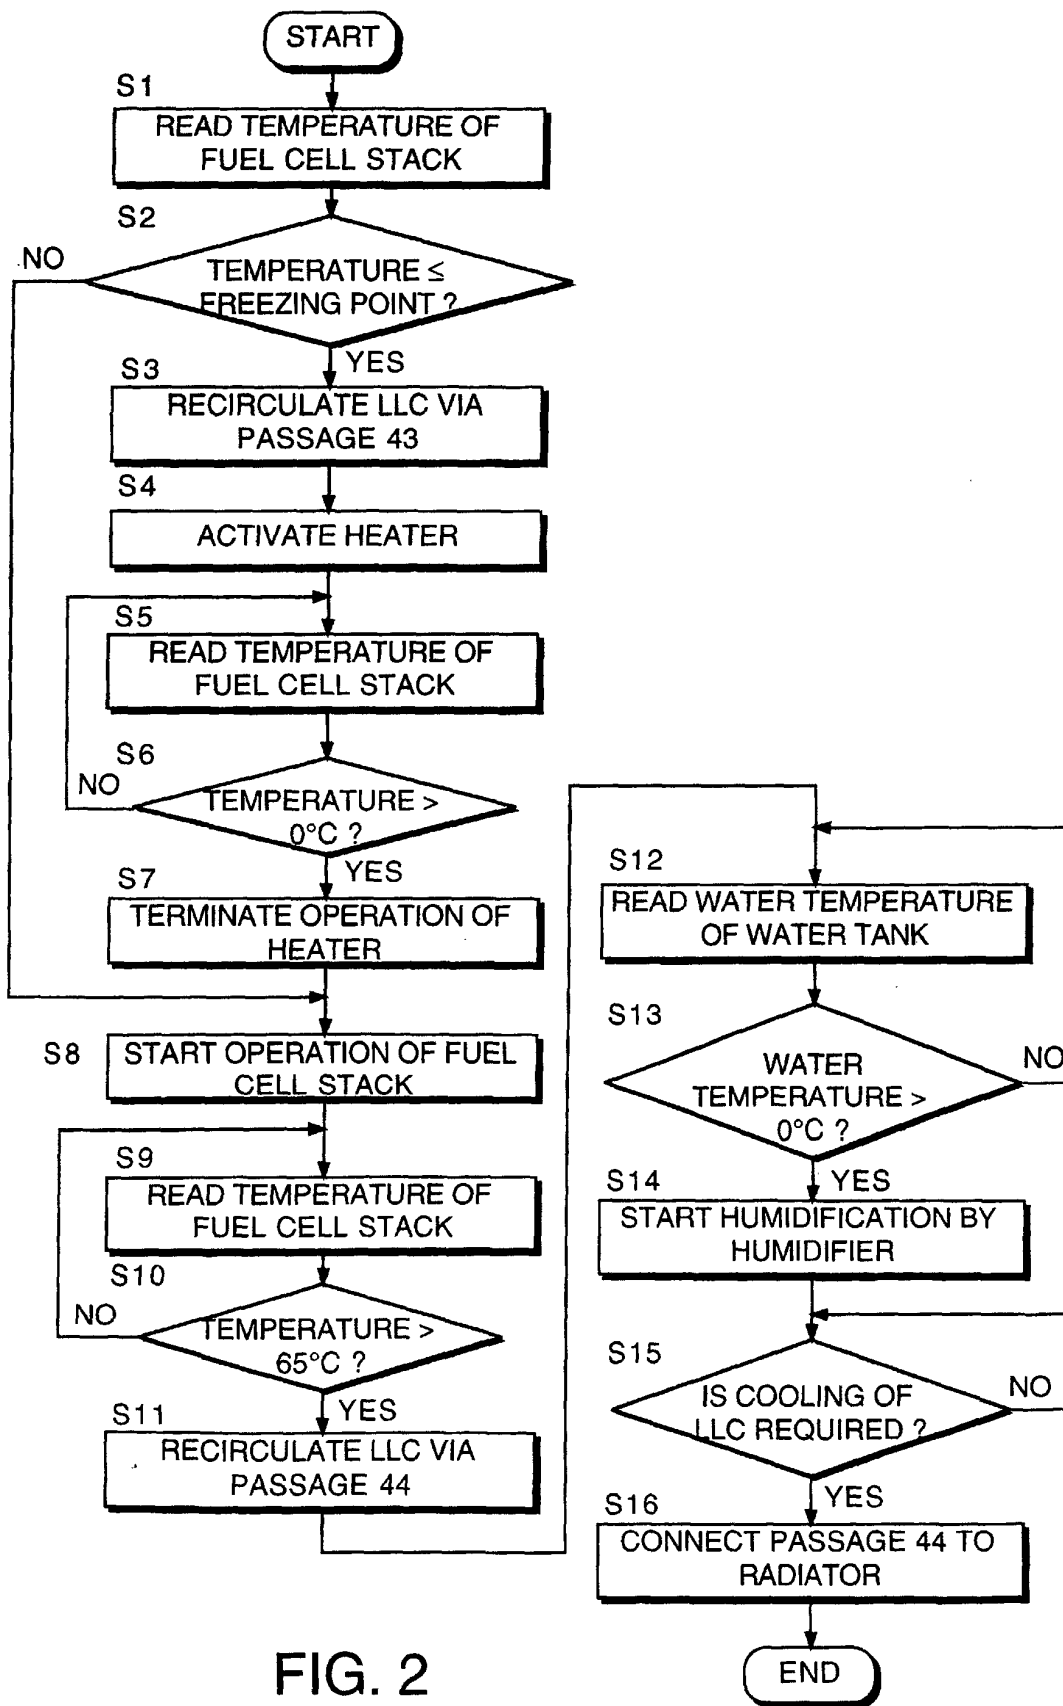 START
S1
READ TEMPERATURE OF
FUEL CELL STACK
S2
NO
TEMPERATURE ≤
FREEZING POINT ?
YES
S3
RECIRCULATE LLC VIA
PASSAGE 43
S4
ACTIVATE HEATER
S5
READ TEMPERATURE OF
FUEL CELL STACK
S6
NO
TEMPERATURE >
0°C ?
YES
S7
TERMINATE OPERATION OF
HEATER
S8
START OPERATION OF FUEL
CELL STACK
S9
READ TEMPERATURE OF
FUEL CELL STACK
S10
NO
TEMPERATURE >
65°C ?
YES
S11
RECIRCULATE LLC VIA
PASSAGE 44
S12
READ WATER TEMPERATURE
OF WATER TANK
S13
NO
WATER
TEMPERATURE >
0°C ?
YES
S14
START HUMIDIFICATION BY
HUMIDIFIER
S15
NO
IS COOLING OF
LLC REQUIRED ?
YES
S16
CONNECT PASSAGE 44 TO
RADIATOR
END
FIG. 2